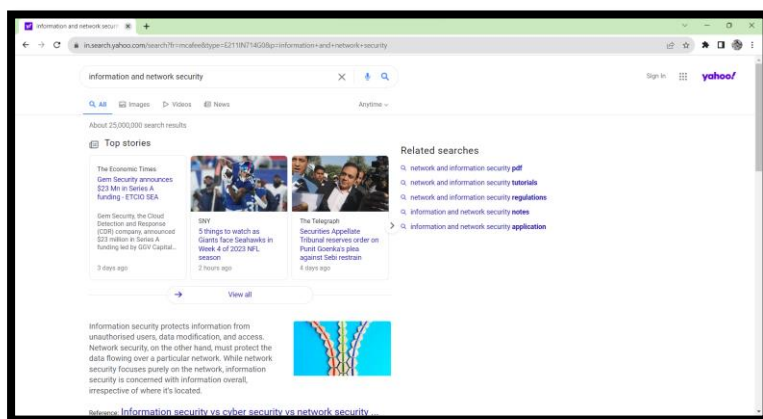 information and network secur
in.search.yahoo.com/search?fr=mcafee&type=E211IN714G0&p=information+and+network+security
information and network security
Sign in
yahoo!
All Images Videos News
Anytime
About 25,000,000 search results
Top stories
The Economic Times
Gem Security announces
$23 Mn in Series A
funding - ETCIO SEA
Gem Security, the Cloud
Detection and Response
(CDR) company, announced
$23 million in Series A
funding led by GGV Capital...
3 days ago
SNY
5 things to watch as
Giants face Seahawks in
Week 4 of 2023 NFL
season
2 hours ago
The Telegraph
Securities Appellate
Tribunal reserves order on
Punit Goenka's plea
against Sebi restrain
4 days ago
View all
Related searches
network and information security pdf
network and information security tutorials
network and information security regulations
information and network security notes
information and network security application
Information security protects information from
unauthorised users, data modification, and access.
Network security, on the other hand, must protect the
data flowing over a particular network. While network
security focuses purely on the network, information
security is concerned with information overall,
irrespective of where it's located.
Reference: Information security vs cyber security vs network security ...